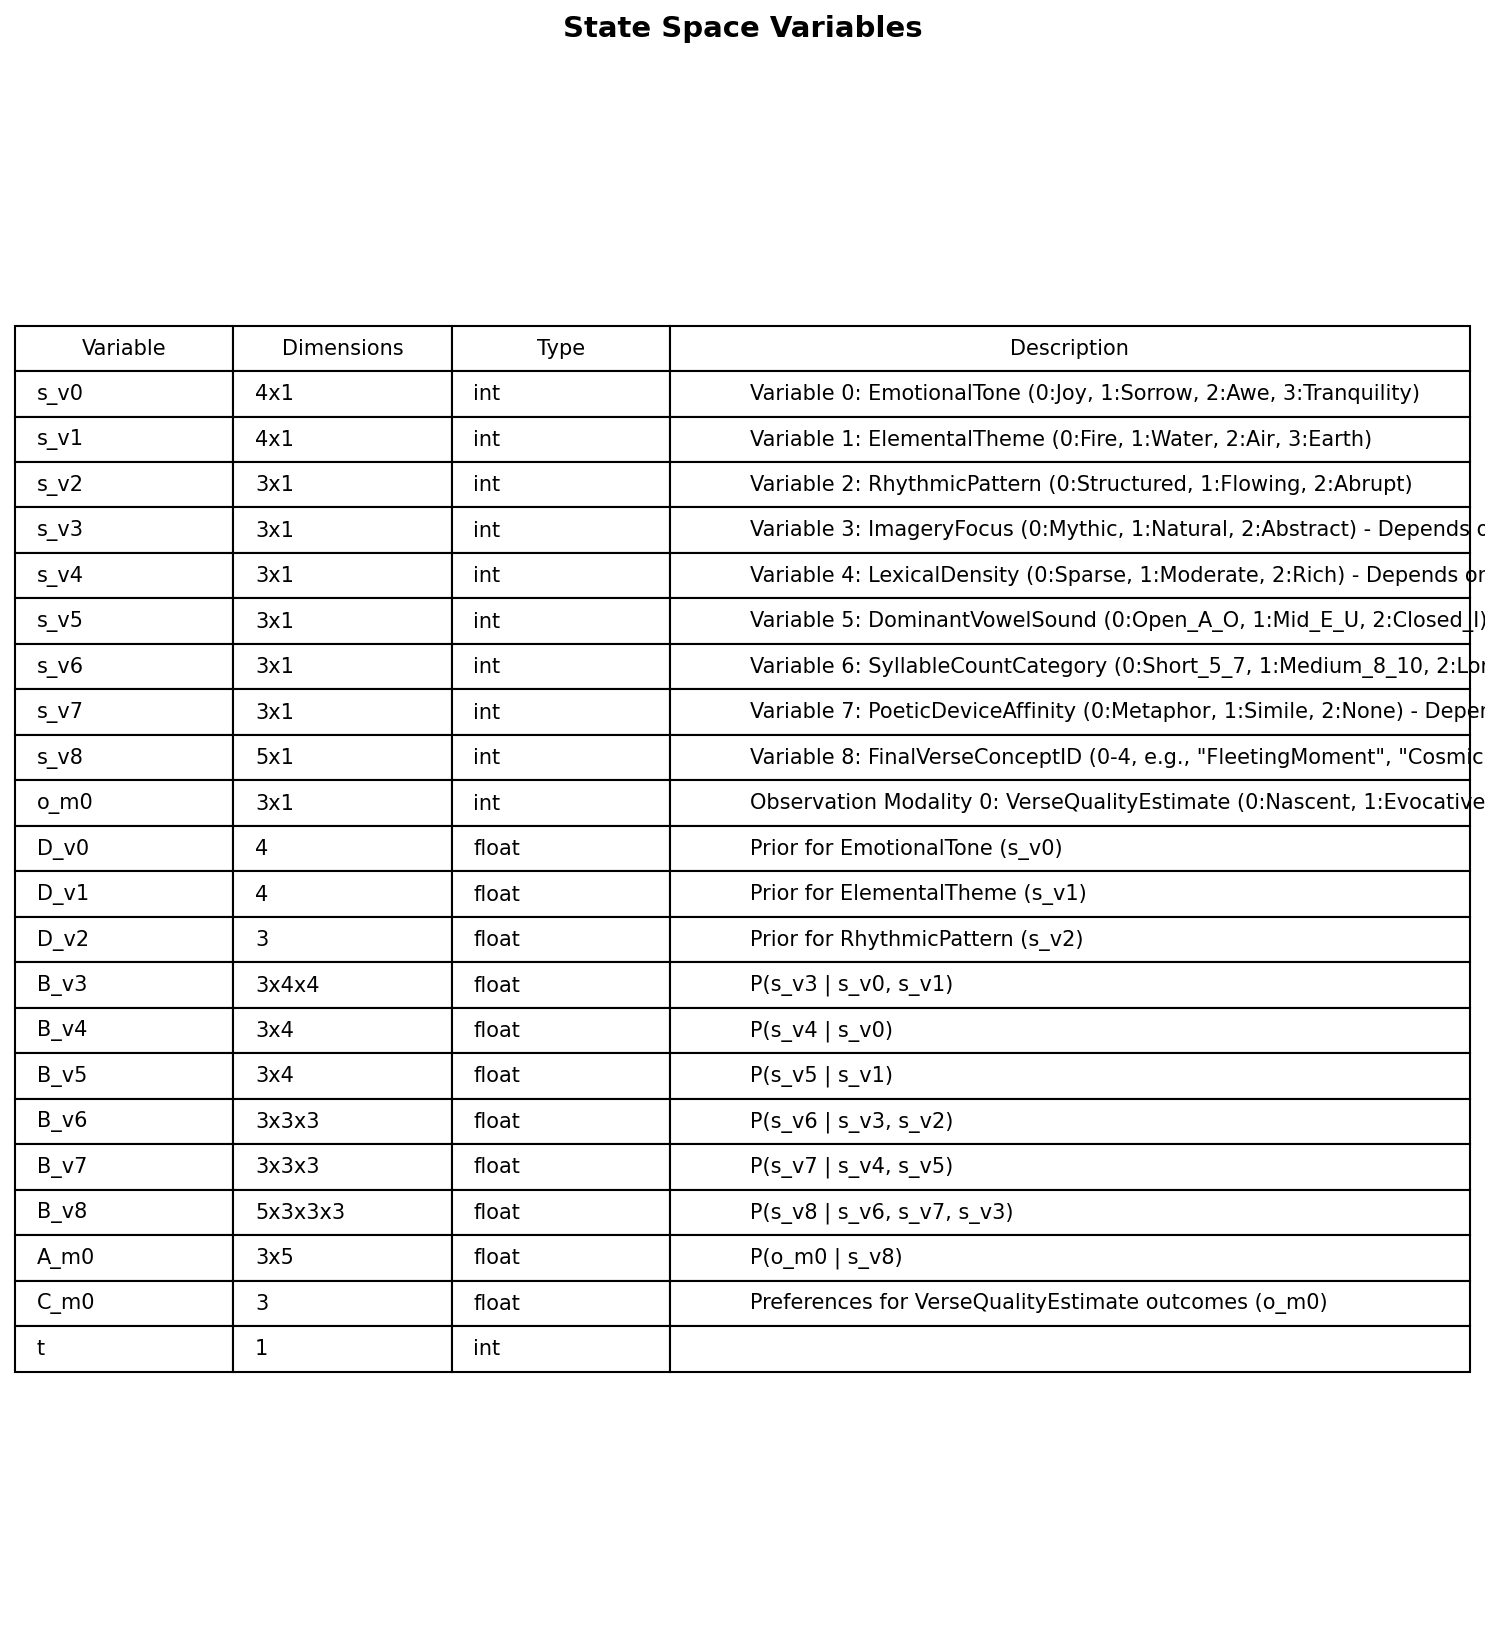 State Space Variables
Variable Dimensions Type Description
s_v0 4x1 int Variable 0: EmotionalTone (0:Joy, 1:Sorrow, 2:Awe, 3:Tranquility)
s_v1 4x1 int Variable 1: ElementalTheme (0:Fire, 1:Water, 2:Air, 3:Earth)
s_v2 3x1 int Variable 2: RhythmicPattern (0:Structured, 1:Flowing, 2:Abrupt)
s_v3 3x1 int Variable 3: ImageryFocus (0:Mythic, 1:Natural, 2:Abstract) - Depends
s_v4 3x1 int Variable 4: LexicalDensity (0:Sparse, 1:Moderate, 2:Rich) - Depends on
s_v5 3x1 int Variable 5: DominantVowelSound (0:Open_A_O, 1:Mid_E_U, 2:Closed_I)
s_v6 3x1 int Variable 6: SyllableCountCategory (0:Short_5_7, 1:Medium_8_10,
s_v7 3x1 int Variable 7: PoeticDeviceAffinity (0:Metaphor, 1:Simile, 2:None) -
s_v8 5x1 int Variable 8: FinalVerseConceptID (0-4, e.g., "FleetingMoment", "Cosmic
o_m0 3x1 int Observation Modality 0: VerseQualityEstimate (0:Nascent, 1:Evocative
D_v0 4 float Prior for EmotionalTone (s_v0)
D_v1 4 float Prior for ElementalTheme (s_v1)
D_v2 3 float Prior for RhythmicPattern (s_v2)
B_v3 3x4x4 float P(s_v3 | s_v0, s_v1)
B_v4 3x4 float P(s_v4 | s_v0)
B_v5 3x4 float P(s_v5 | s_v1)
B_v6 3x3x3 float P(s_v6 | s_v3, s_v2)
B_v7 3x3x3 float P(s_v7 | s_v4, s_v5)
B_v8 5x3x3x3 float P(s_v8 | s_v6, s_v7, s_v3)
A_m0 3x5 float P(o_m0 | s_v8)
C_m0 3 float Preferences for VerseQualityEstimate outcomes (o_m0)
t 1 int